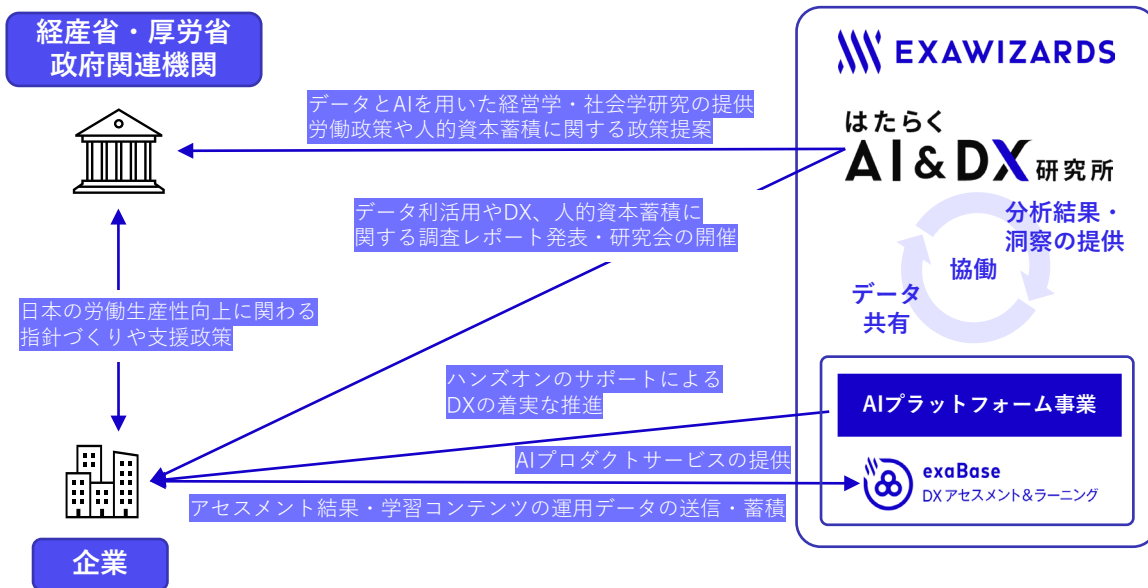 経産省・厚労省
政府関連機関
EXAWIZARDS
データとAIを用いた経営学・社会学研究の提供
労働政策や人的資本蓄積に関する政策提案
はたらく
AI&DX研究所
データ利活用やDX、人的資本蓄積に
関する調査レポート発表・研究会の開催
分析結果・
洞察の提供
協働
データ
共有
日本の労働生産性向上に関わる
指針づくりや支援政策
ハンズオンのサポートによる
DXの着実な推進
AIプラットフォーム事業
AIプロダクトサービスの提供
exaBase
DX アセスメント&ラーニング
アセスメント結果・学習コンテンツの運用データの送信・蓄積
企業